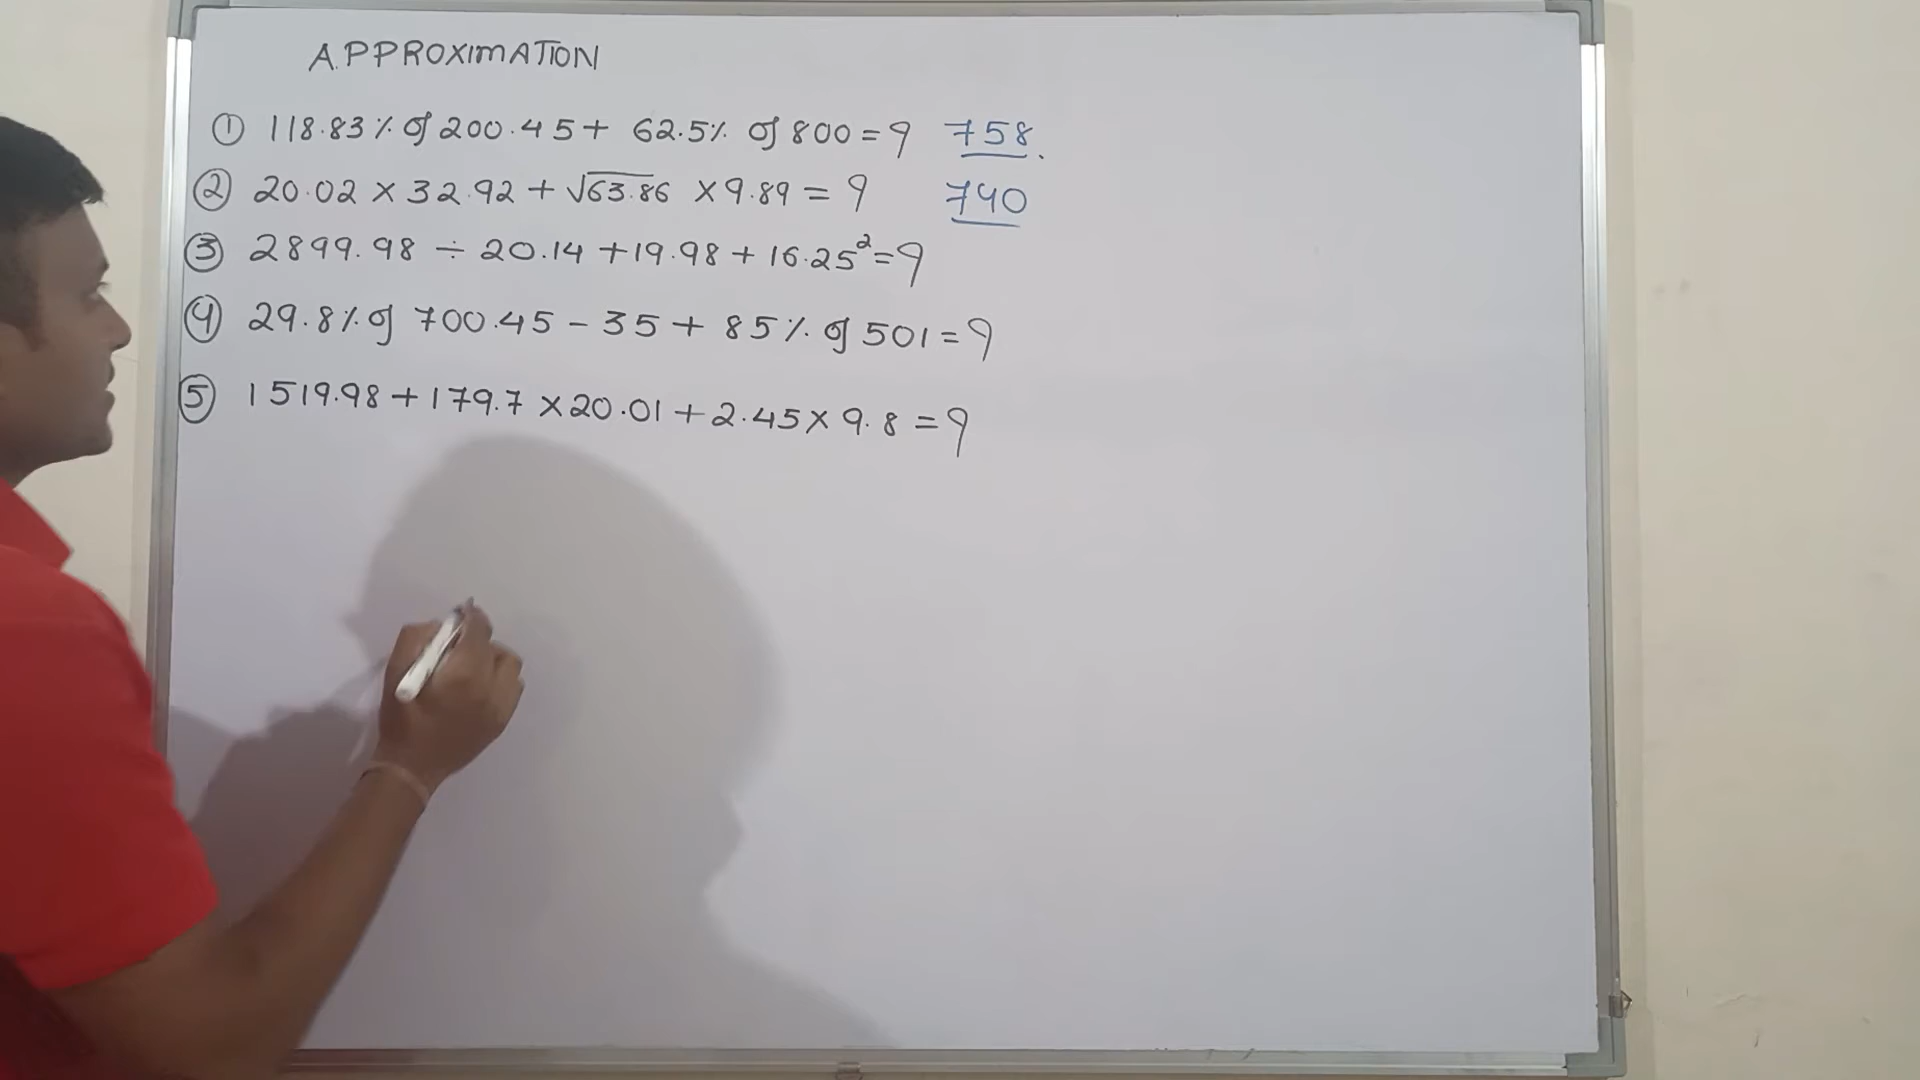 APPROXIMATION
① 118.83% of 200.45 + 62.5% of 800 = ? 758.
② 20.02 × 32.92 + √63.86 × 9.89 = ? 740
③ 2899.98 ÷ 20.14 + 19.98 + 16.25² = ?
④ 29.8% of 700.45 - 35 + 85% of 501 = ?
⑤ 1519.98 + 179.7 × 20.01 + 2.45 × 9.8 = ?